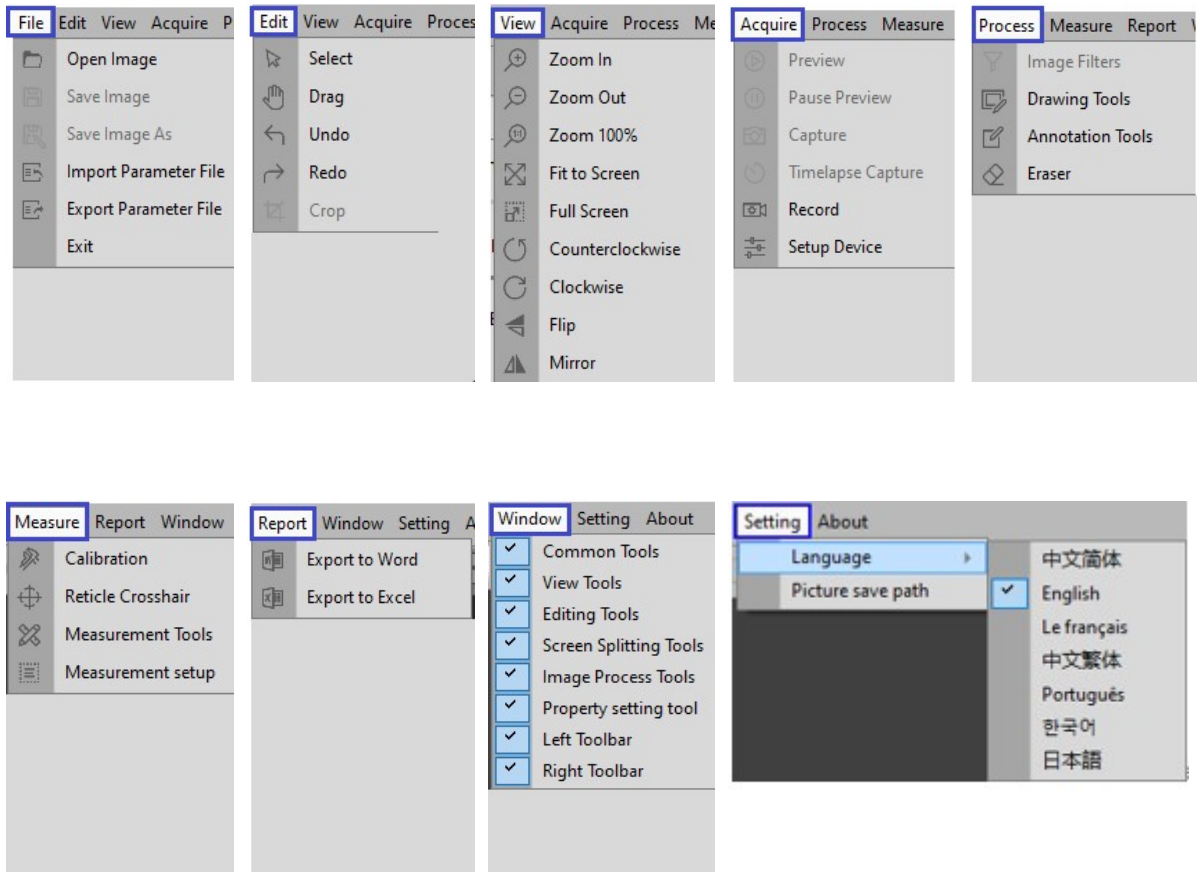 File Edit View Acquire P
Open Image
Save Image
Save Image As
Import Parameter File
Export Parameter File
Exit
Edit View Acquire Proces
Select
Drag
Undo
Redo
Crop
View Acquire Process Me
Zoom In
Zoom Out
Zoom 100%
Fit to Screen
Full Screen
Counterclockwise
Clockwise
Flip
Mirror
Acquire Process Measure
Preview
Pause Preview
Capture
Timelapse Capture
Record
Setup Device
Process Measure Report
Image Filters
Drawing Tools
Annotation Tools
Eraser
Measure Report Window
Calibration
Reticle Crosshair
Measurement Tools
Measurement setup
Report Window Setting A
Export to Word
Export to Excel
Window Setting About
Common Tools
View Tools
Editing Tools
Screen Splitting Tools
Image Process Tools
Property setting tool
Left Toolbar
Right Toolbar
Setting About
Language
Picture save path
中文简体
English
Le français
中文繁体
Português
한국어
日本語